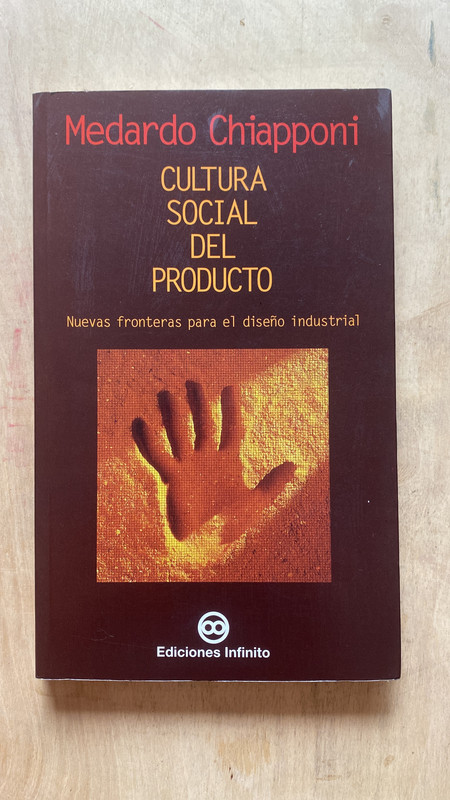 Medardo Chiapponi
CULTURA
SOCIAL
DEL
PRODUCTO
Nuevas fronteras para el diseño industrial
Ediciones Infinito